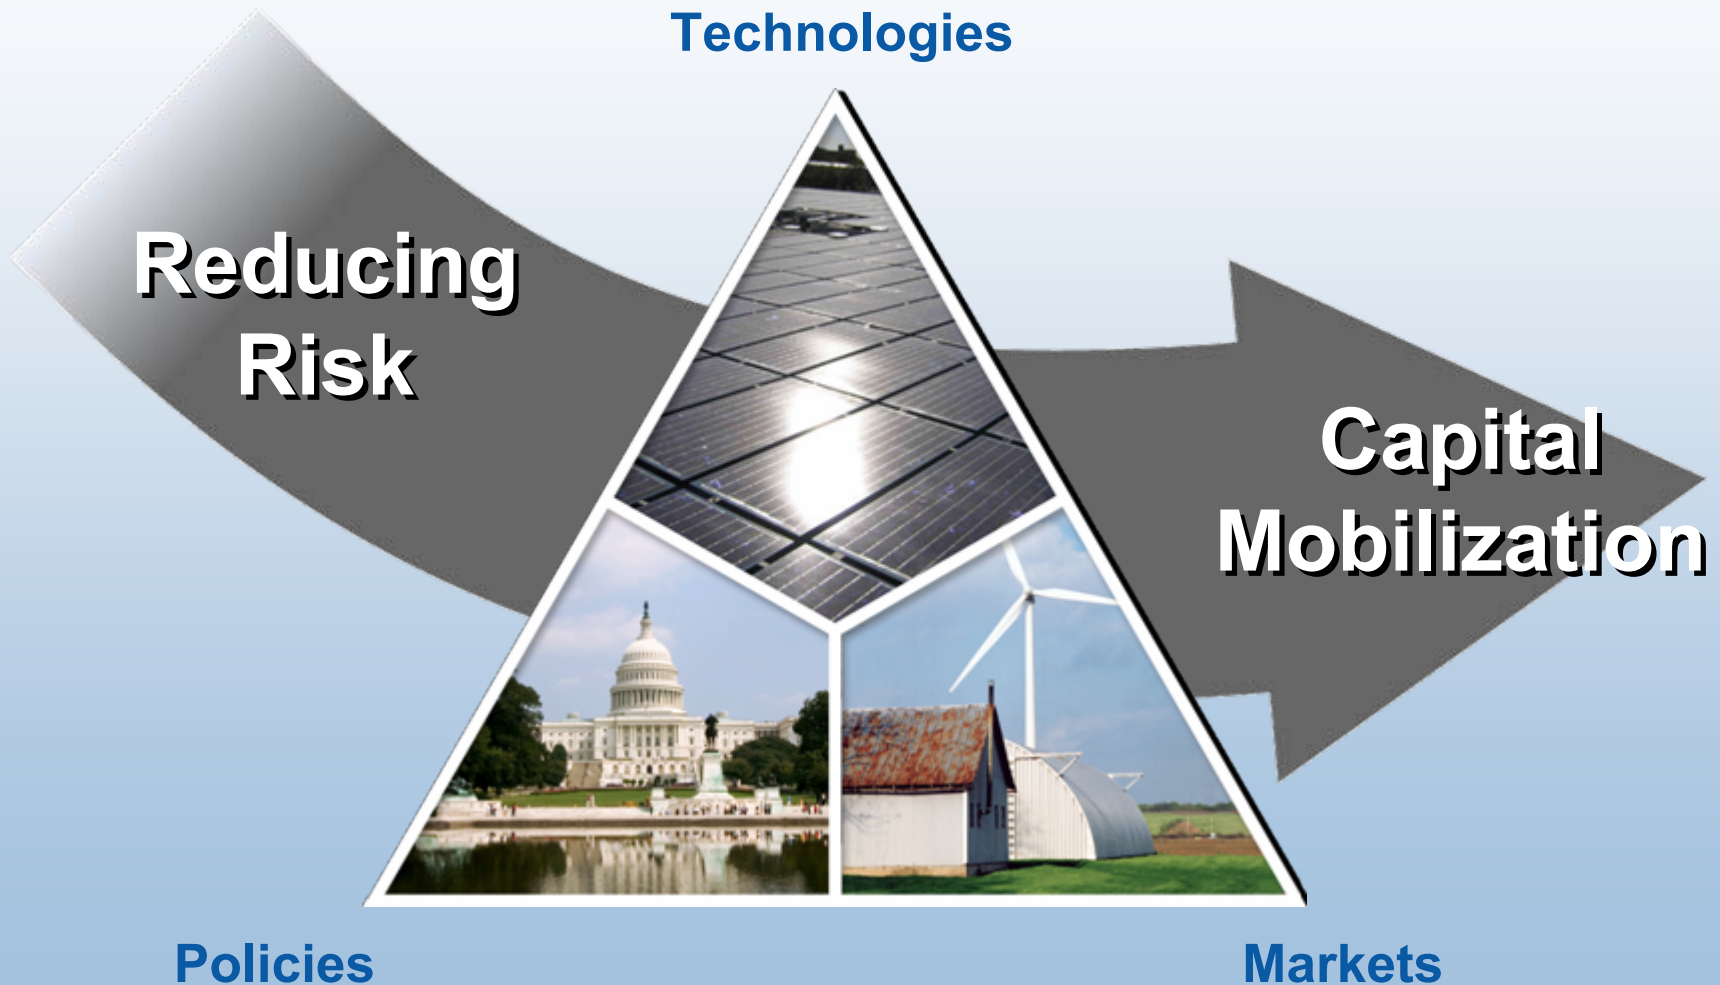 Technologies
Reducing
Risk
Capital
Mobilization
Policies
Markets